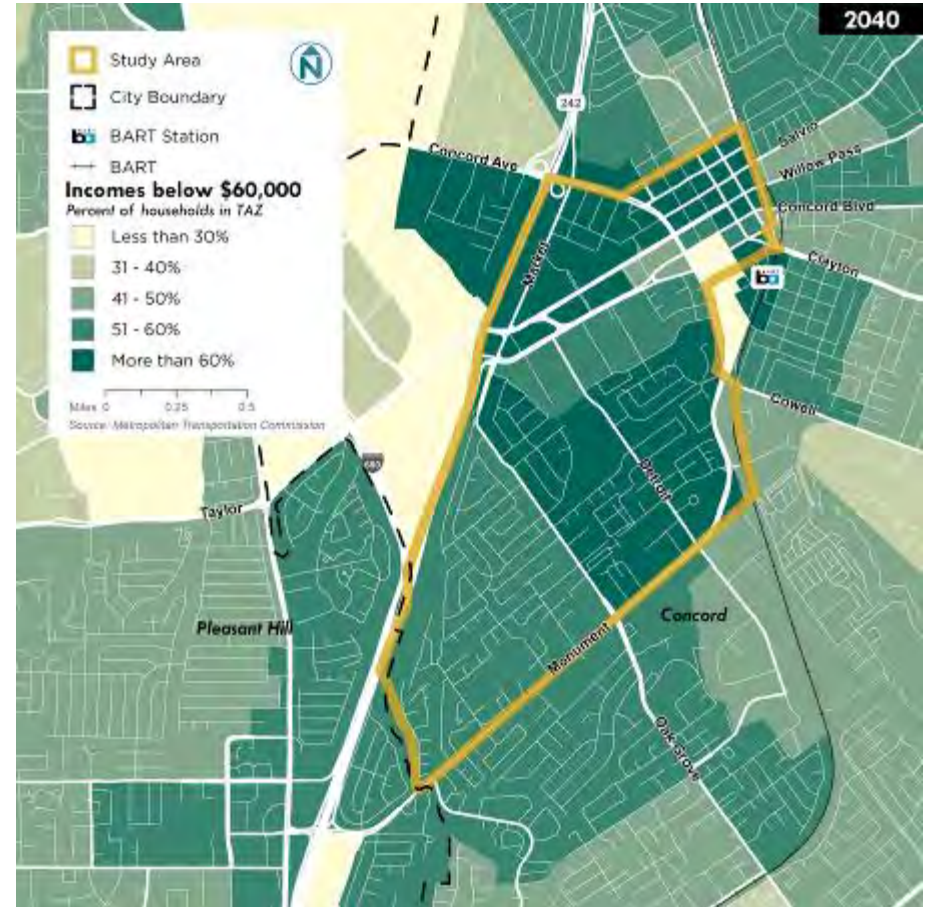 2040
Study Area
City Boundary
BART Station
BART
Incomes below $60,000
Percent of households in TAZ
Less than 30%
31 - 40%
41 - 50%
51 - 60%
More than 60%
Miles 0 0.25 0.5
Source: Metropolitan Transportation Commission
N
242
Concord Ave
Salvio
Willow Pass
Concord Blvd
Clayton
Market
Cowell
680
Detroit
Taylor
Pleasant Hill
Concord
Monument
Oak Grove